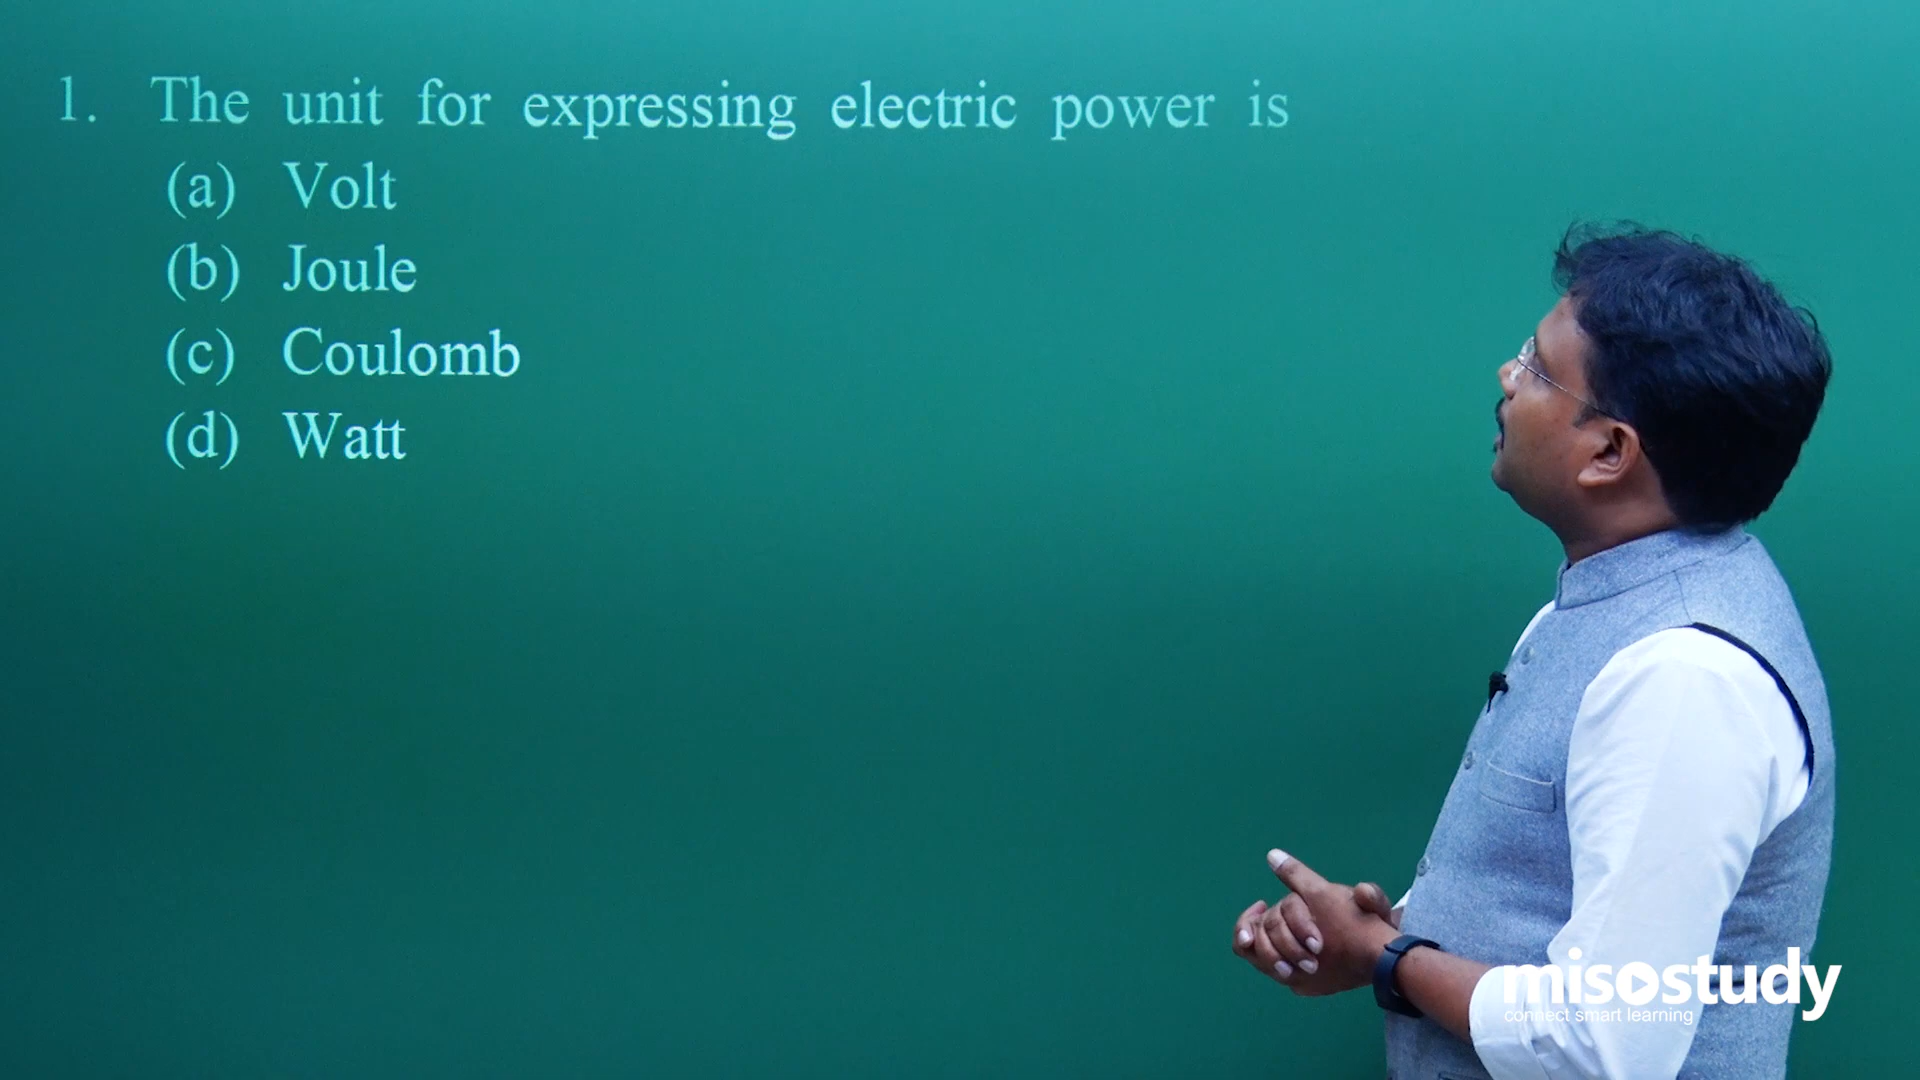 1. The unit for expressing electric power is
(a) Volt
(b) Joule
(c) Coulomb
(d) Watt
misostudy
connect smart learning